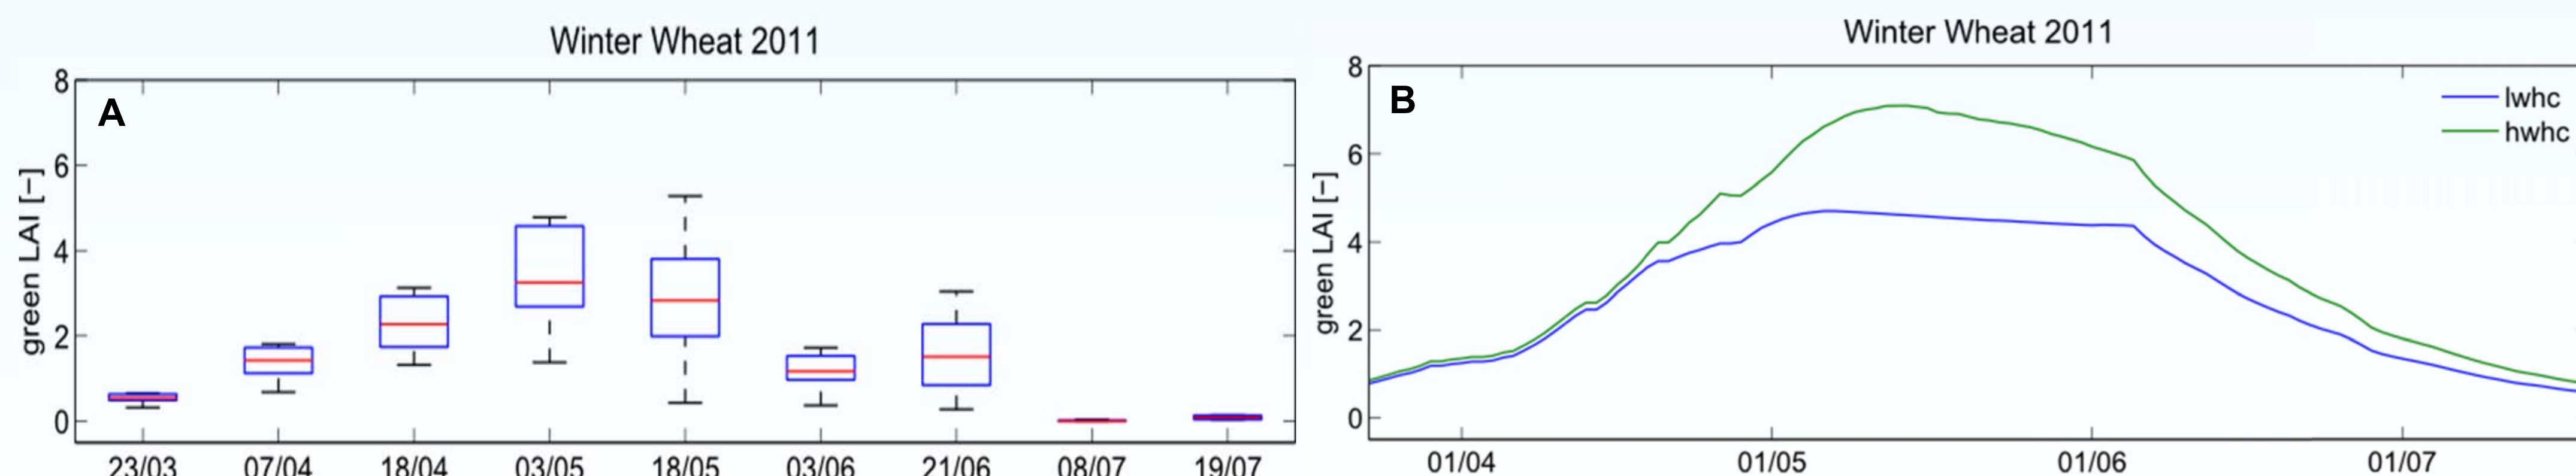 Winter Wheat 2011
A
green LAI [−]
8
6
4
2
0
23/03 07/04 18/04 03/05 18/05 03/06 21/06 08/07 19/07
Winter Wheat 2011
B
green LAI [−]
8
6
4
2
0
lwhc
hwhc
01/04 01/05 01/06 01/07